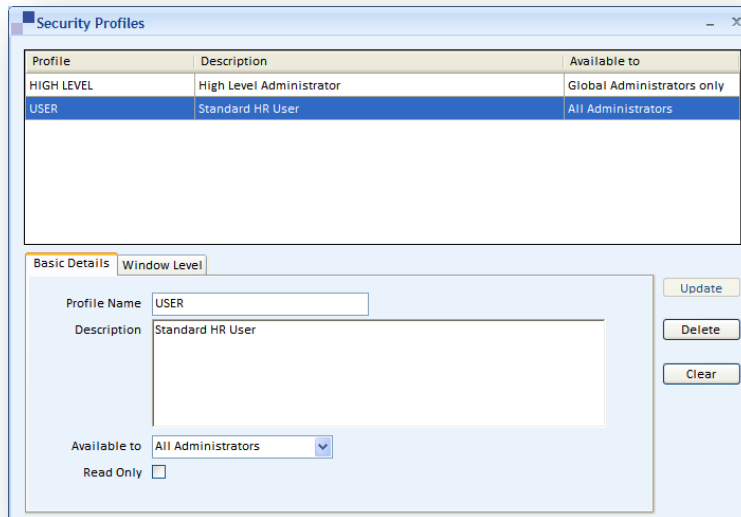 Security Profiles
Profile Description Available to
HIGH LEVEL High Level Administrator Global Administrators only
USER Standard HR User All Administrators
Basic Details Window Level
Update
Profile Name USER
Description Standard HR User
Delete
Clear
Available to All Administrators
Read Only